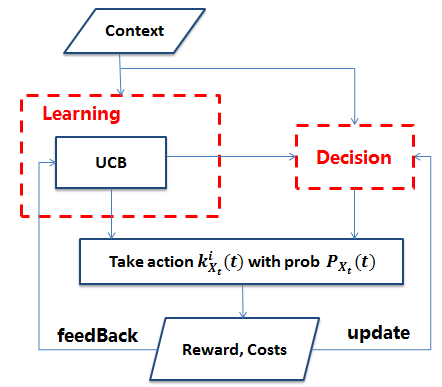 Context
Learning
UCB
Decision
Take action $k^i_{X_t}(t)$ with prob $P_{X_t}(t)$
feedBack
update
Reward, Costs